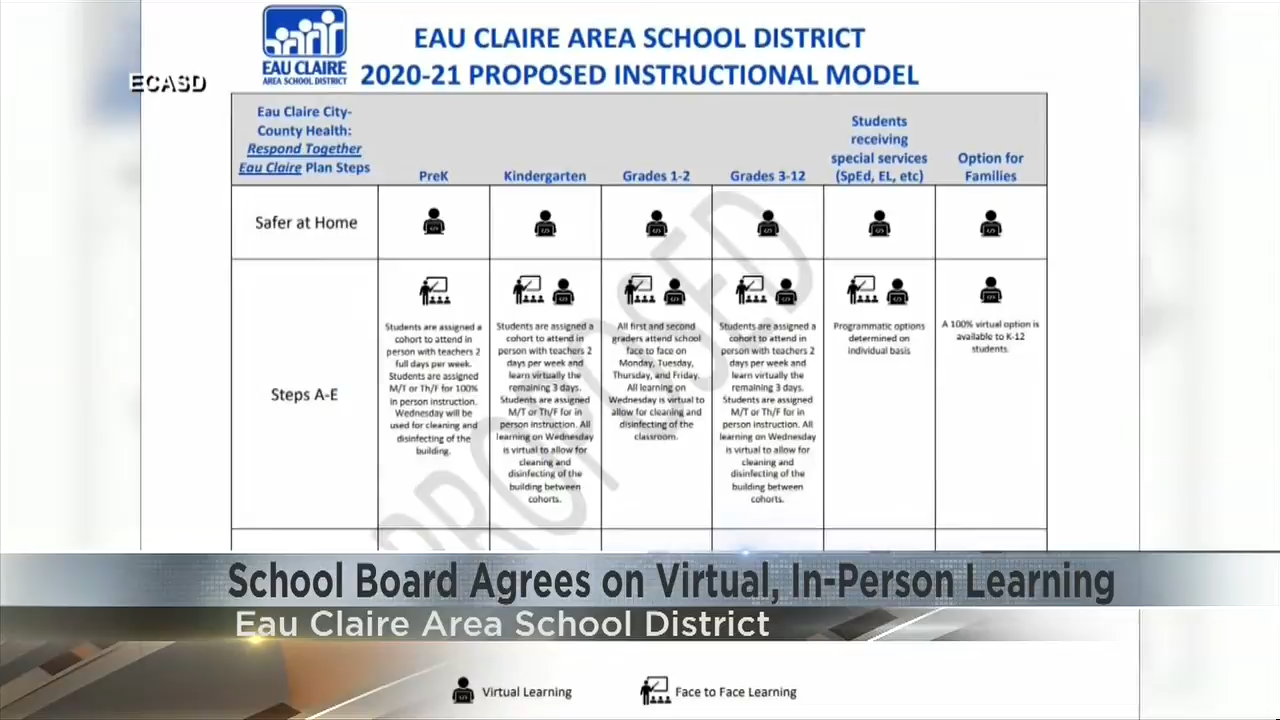 EAU CLAIRE
AREA SCHOOL DISTRICT
EAU CLAIRE AREA SCHOOL DISTRICT
2020-21 PROPOSED INSTRUCTIONAL MODEL
ECASD
Eau Claire City-
County Health:
Respond Together
Eau Claire Plan Steps
PreK
Kindergarten
Grades 1-2
Grades 3-12
Students
receiving
special services
(SpEd, EL, etc)
Option for
Families
Safer at Home
Steps A-E
Students are assigned a
cohort to attend in
person with teachers 2
full days per week.
Students are assigned
M/T or Th/F for 100%
in person instruction.
Wednesday will be
used for cleaning and
disinfecting of the
building.
Students are assigned a
cohort to attend in
person with teachers 2
days per week and
learn virtually the
remaining 3 days.
Students are assigned
M/T or Th/F for in
person instruction. All
learning on Wednesday
is virtual to allow for
cleaning and
disinfecting of the
building between
cohorts.
All first and second
graders attend school
face to face on
Monday, Tuesday,
Thursday, and Friday.
All learning on
Wednesday is virtual to
allow for cleaning and
disinfecting of the
classroom.
Students are assigned a
cohort to attend in
person with teachers 2
days per week and
learn virtually the
remaining 3 days.
Students are assigned
M/T or Th/F for in
person instruction. All
learning on Wednesday
is virtual to allow for
cleaning and
disinfecting of the
building between
cohorts.
Programmatic options
determined on
individual basis
A 100% virtual option is
available to K-12
students.
PROPOSED
School Board Agrees on Virtual, In-Person Learning
Eau Claire Area School District
Virtual Learning
Face to Face Learning